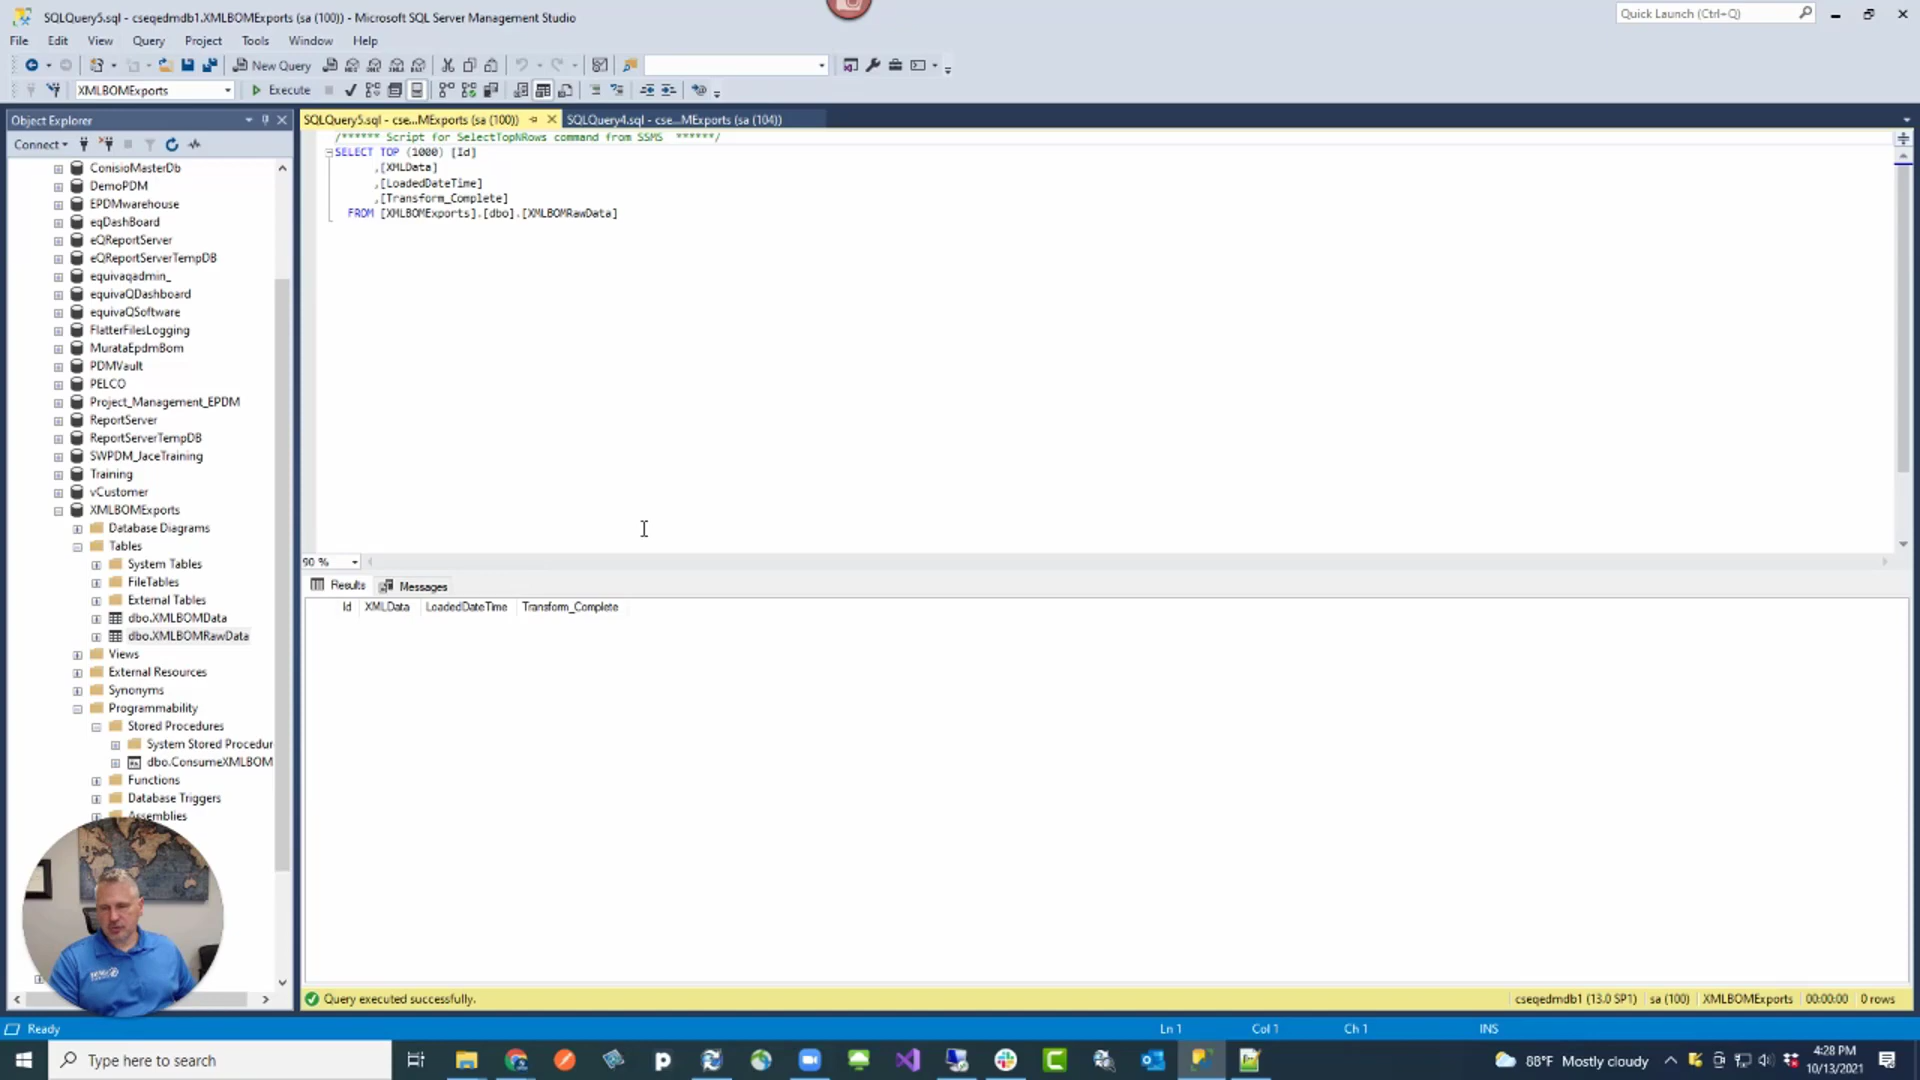 SQLQuery5.sql - cseqedmdb1.XMLBOMExports (sa (100)) - Microsoft SQL Server Management Studio
Quick Launch (Ctrl+Q)
File Edit View Query Project Tools Window Help
New Query
XMLBOMExports
Execute
Object Explorer
SQLQuery5.sql - cse...MExports (sa (100))
SQLQuery4.sql - cse...MExports (sa (104))
Connect
ConisioMasterDb
DemoPDM
EPDMwarehouse
eqDashBoard
eQReportServer
eQReportServerTempDB
equivaqadmin_
equivaQDashboard
equivaQSoftware
FlatterFilesLogging
MurataEpdmBom
PDMVault
PELCO
Project_Management_EPDM
ReportServer
ReportServerTempDB
SWPDM_JaceTraining
Training
vCustomer
XMLBOMExports
Database Diagrams
Tables
System Tables
FileTables
External Tables
dbo.XMLBOMData
dbo.XMLBOMRawData
Views
External Resources
Synonyms
Programmability
Stored Procedures
System Stored Procedur
dbo.ConsumeXMLBOM
Functions
Database Triggers
Assemblies
/****** Script for SelectTopNRows command from SSMS ******/
SELECT TOP (1000) [Id]
,[XMLData]
,[LoadedDateTime]
,[Transform_Complete]
FROM [XMLBOMExports].[dbo].[XMLBOMRawData]
90 %
Results Messages
Id XMLData LoadedDateTime Transform_Complete
Query executed successfully.
cseqedmdb1 (13.0 SP1) sa (100) XMLBOMExports 00:00:00 0 rows
Ready
Ln 1 Col 1 Ch 1 INS
Type here to search
88°F Mostly cloudy
4:28 PM
10/13/2021